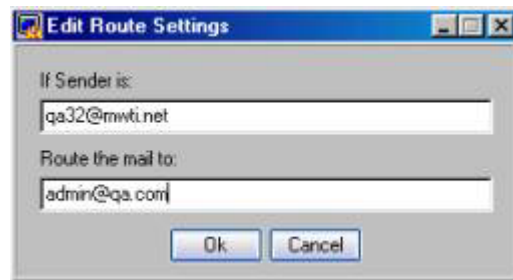 Edit Route Settings
If Sender is:
qa32@mwti.net
Route the mail to:
admin@qa.com
Ok Cancel